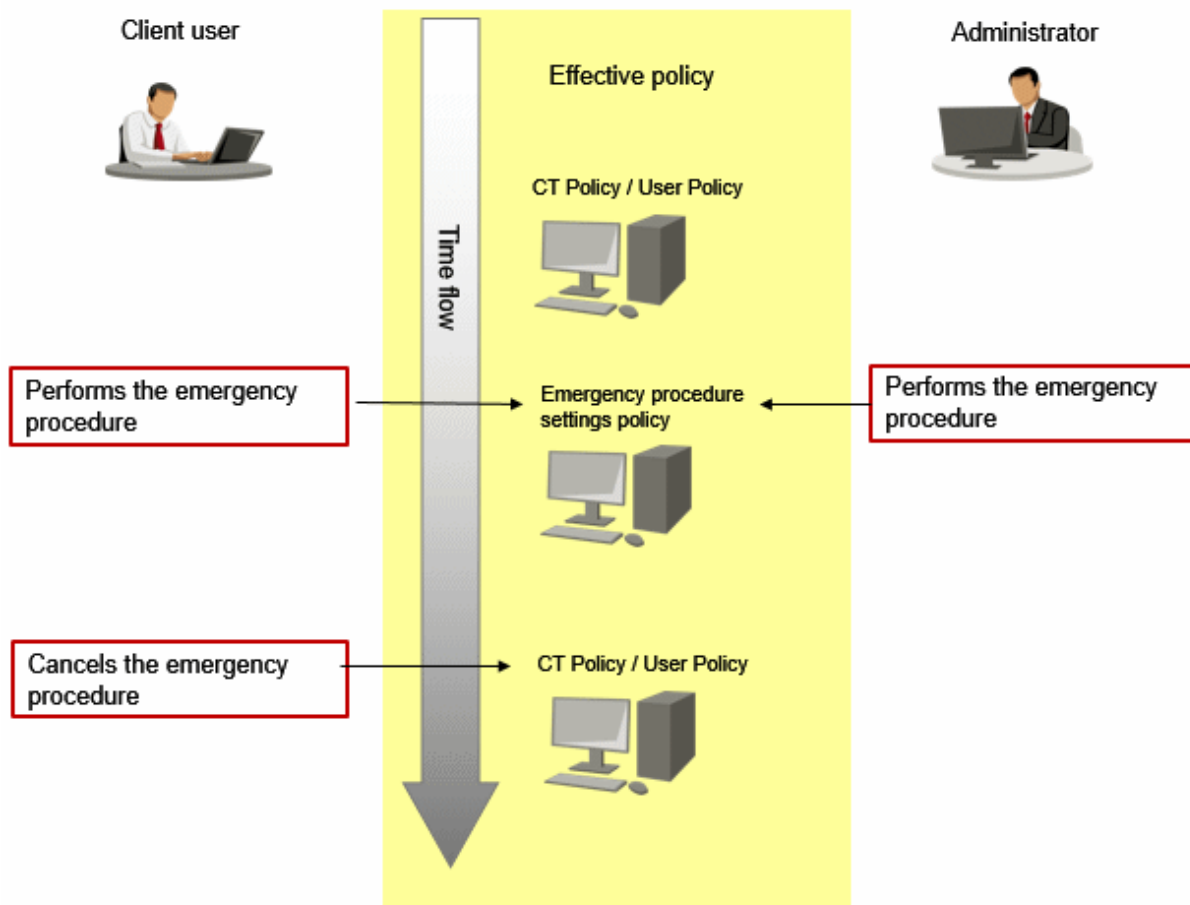 Client user
Effective policy
Administrator
CT Policy / User Policy
Time flow
Performs the emergency
procedure
Emergency procedure
settings policy
Performs the emergency
procedure
Cancels the emergency
procedure
CT Policy / User Policy